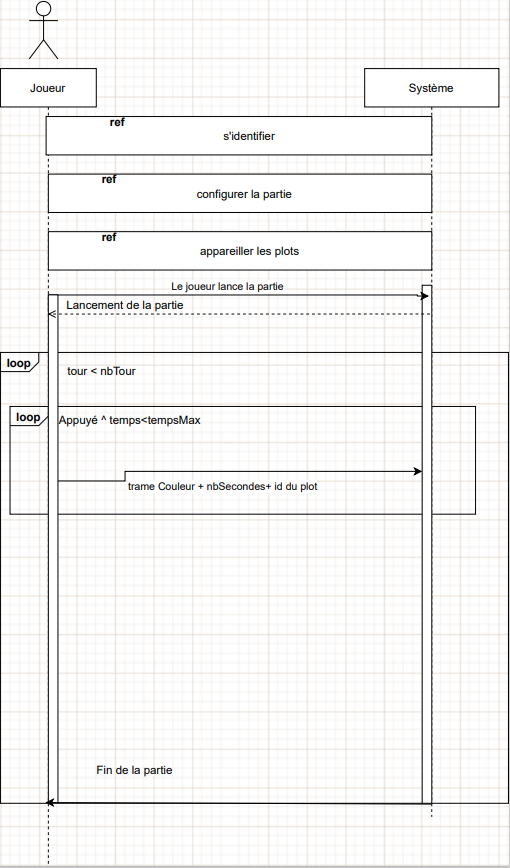 Joueur
Système
ref
s'identifier
ref
configurer la partie
ref
appareiller les plots
Le joueur lance la partie
Lancement de la partie
loop
tour < nbTour
loop
Appuyé ^ temps<tempsMax
trame Couleur + nbSecondes+ id du plot
Fin de la partie